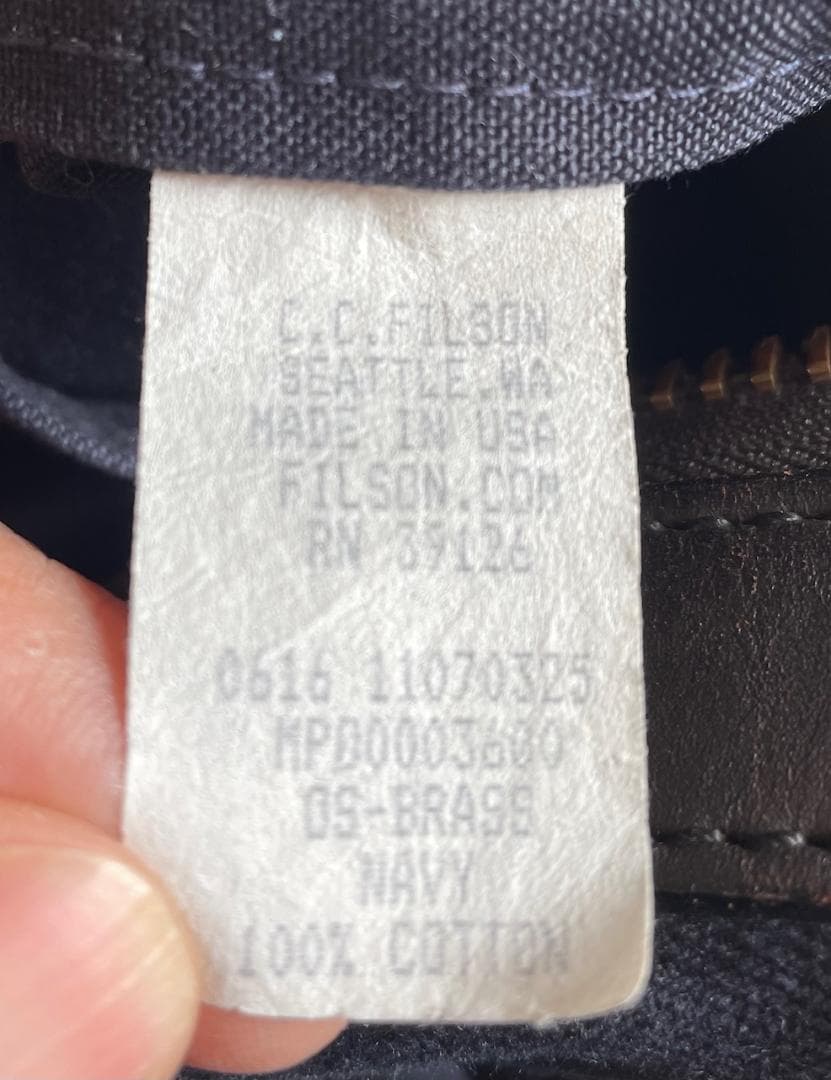 C.C.FILSON
SEATTLE WA
MADE IN USA
FILSON.COM
RN 39126
0616 11070325
MPD0003600
OS-BRASS
NAVY
100% COTTON